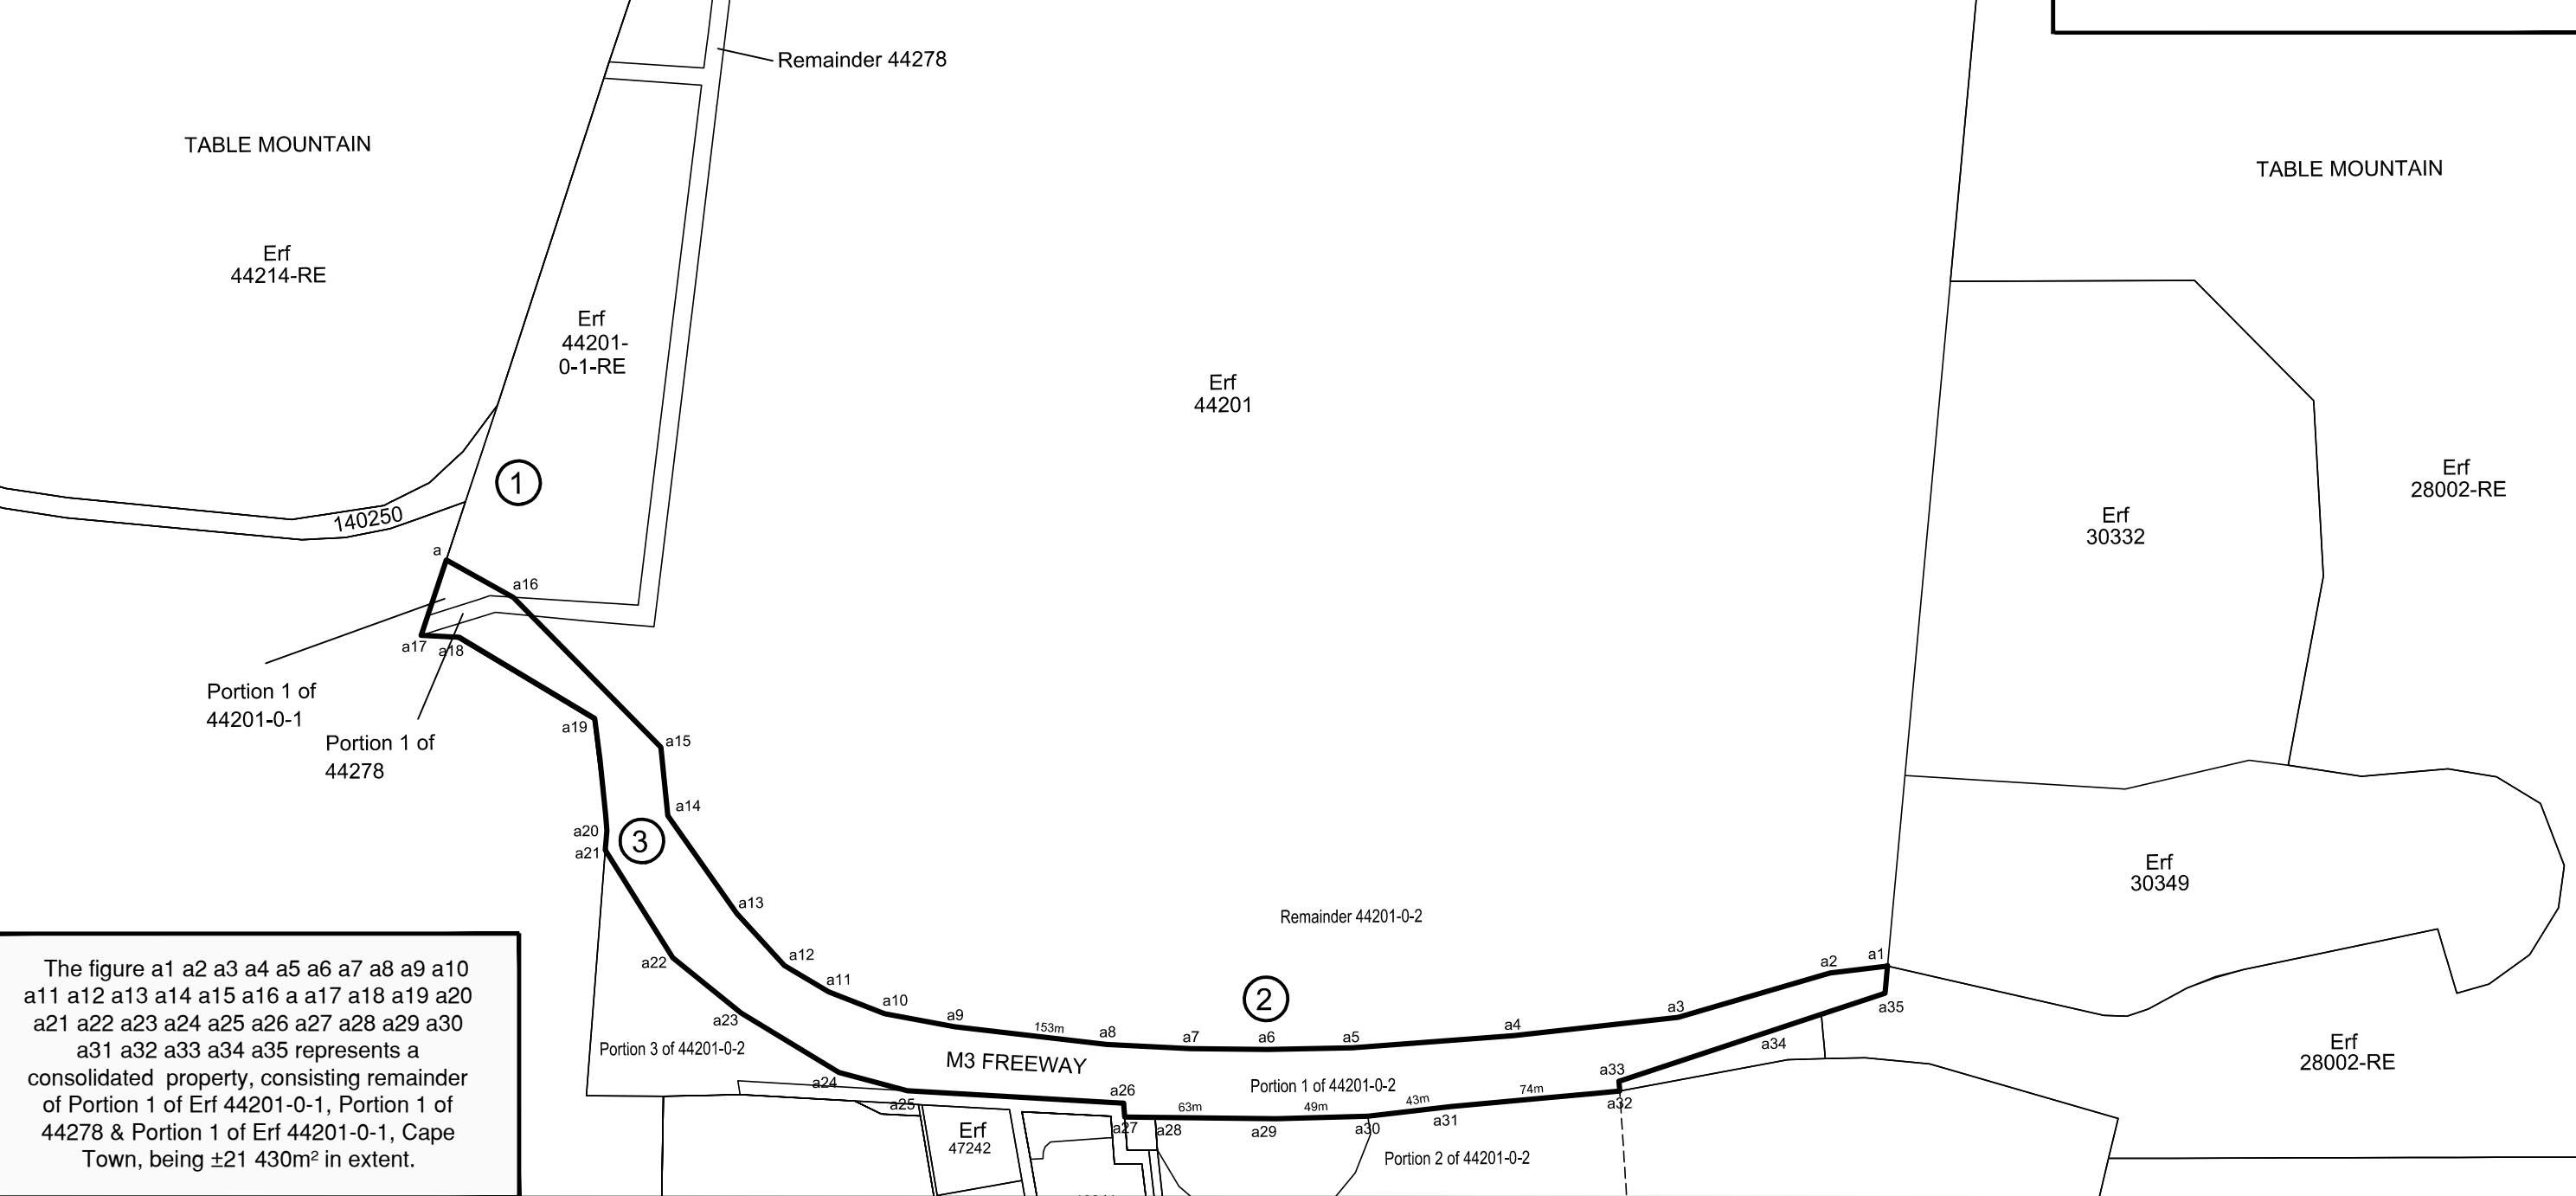 Remainder 44278
TABLE MOUNTAIN
TABLE MOUNTAIN
Erf
44214-RE
Erf
44201-
0-1-RE
Erf
44201
Erf
28002-RE
Erf
30332
1
140250
a
a16
a17
a18
Portion 1 of
44201-0-1
Portion 1 of
44278
a19
a15
a14
a20
a21
3
Erf
30349
a13
Remainder 44201-0-2
a12
a22
a11
a10
a9
a23
153m
a8
a7
a6
a5
a4
a3
a2
a1
2
a35
a34
a33
Erf
28002-RE
Portion 3 of 44201-0-2
M3 FREEWAY
Portion 1 of 44201-0-2
a24
a25
a26
63m
49m
43m
74m
a32
a27
a28
a29
a30
a31
Erf
47242
Portion 2 of 44201-0-2
The figure a1 a2 a3 a4 a5 a6 a7 a8 a9 a10
a11 a12 a13 a14 a15 a16 a a17 a18 a19 a20
a21 a22 a23 a24 a25 a26 a27 a28 a29 a30
a31 a32 a33 a34 a35 represents a
consolidated property, consisting remainder
of Portion 1 of Erf 44201-0-1, Portion 1 of
44278 & Portion 1 of Erf 44201-0-1, Cape
Town, being ±21 430m² in extent.